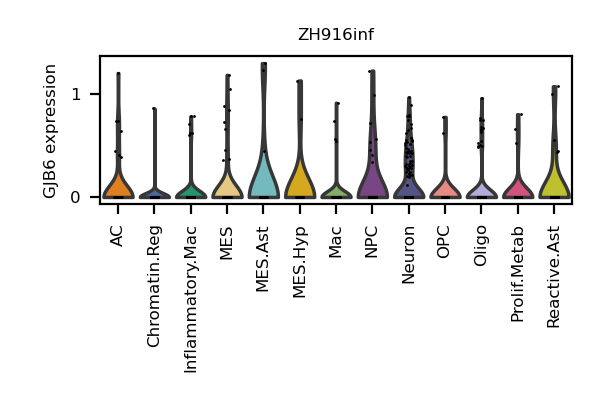 ZH916inf
GJB6 expression
1
0
AC
Chromatin.Reg
Inflammatory.Mac
MES
MES.Ast
MES.Hyp
Mac
NPC
Neuron
OPC
Oligo
Prolif.Metab
Reactive.Ast